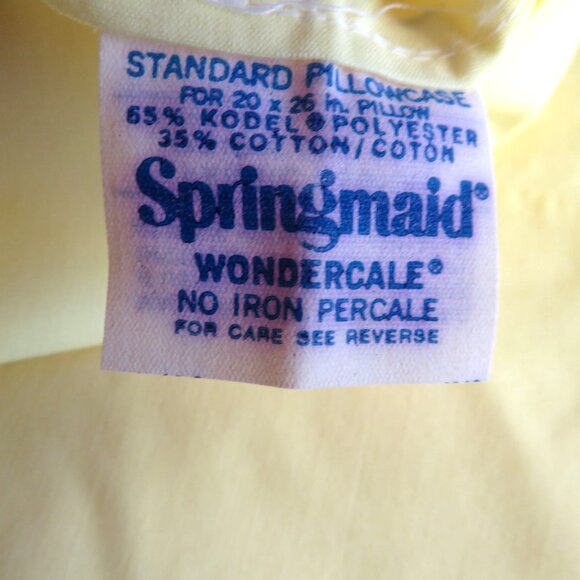 STANDARD PILLOWCASE
FOR 20 x 26 in. PILLOW
65% KODEL® POLYESTER
35% COTTON/COTON
Springmaid®
WONDERCALE®
NO IRON PERCALE
FOR CARE SEE REVERSE